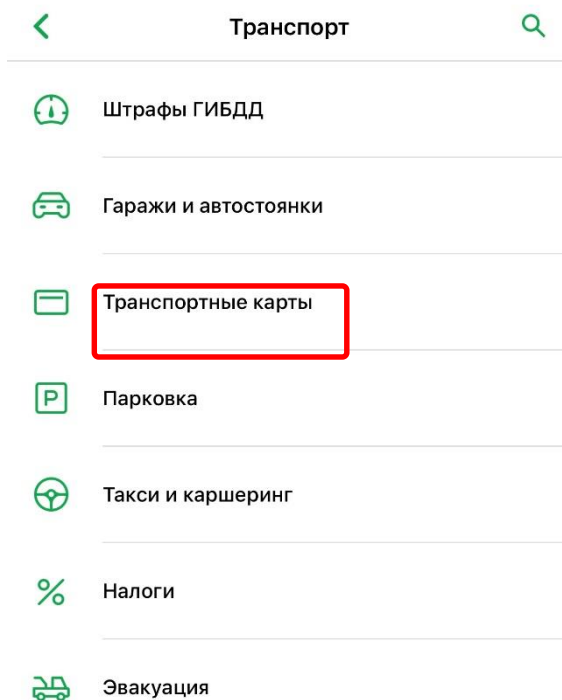 Транспорт
Штрафы ГИБДД
Гаражи и автостоянки
Транспортные карты
P
Парковка
Такси и каршеринг
%
Налоги
Эвакуация